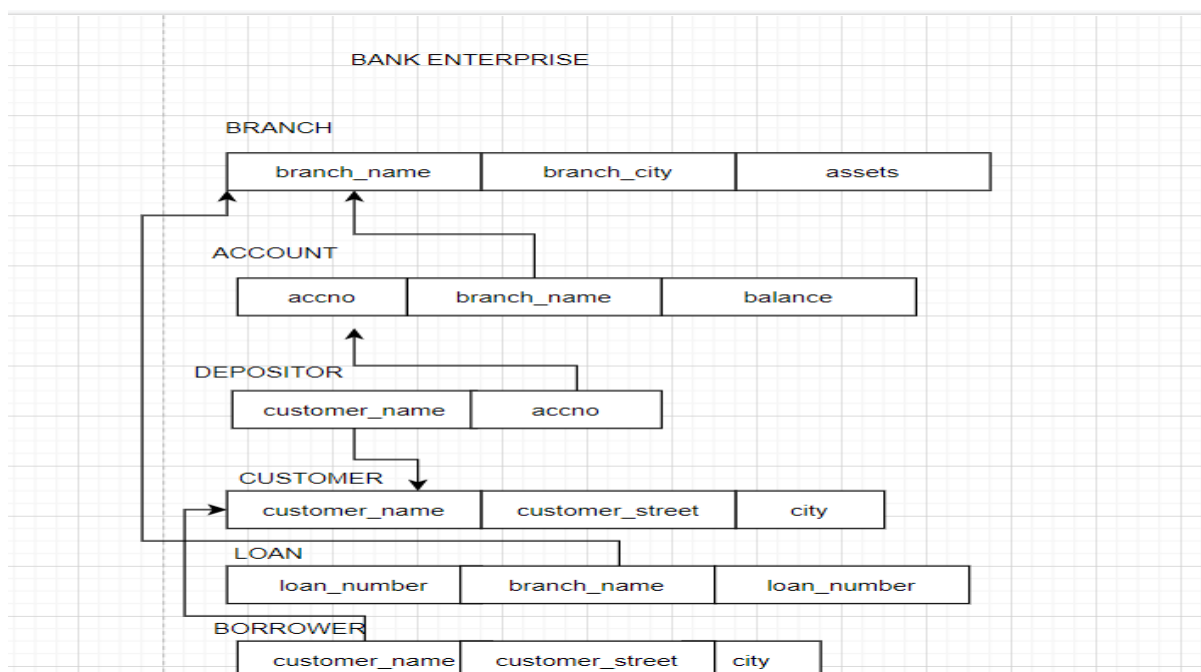 BANK ENTERPRISE
BRANCH
branch_name branch_city assets
ACCOUNT
accno branch_name balance
DEPOSITOR
customer_name accno
CUSTOMER
customer_name customer_street city
LOAN
loan_number branch_name loan_number
BORROWER
customer_name customer_street city